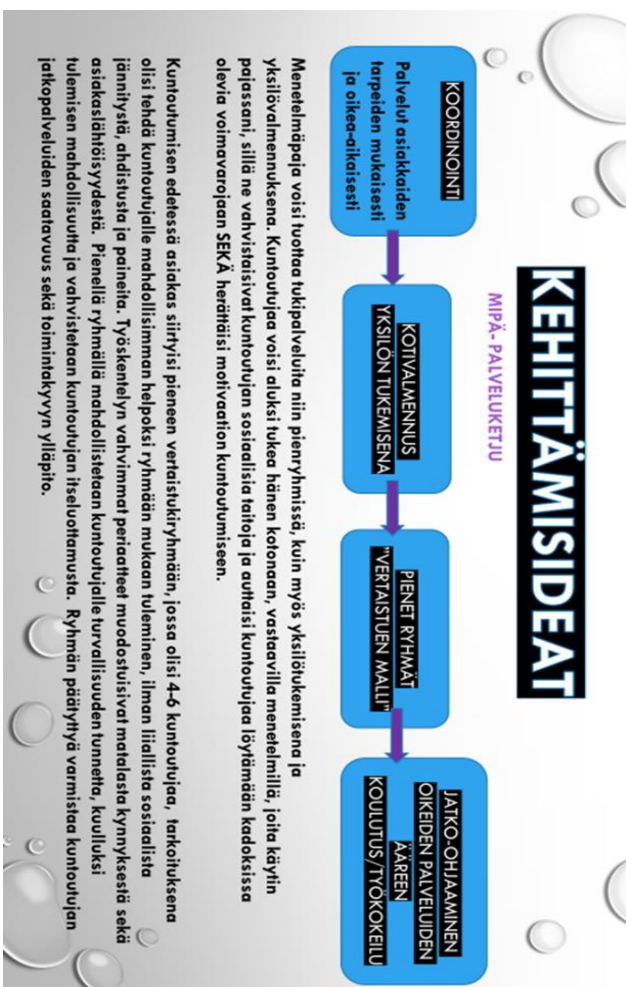 KEHITTÄMISIDEAT
MIPÄ- PALVELUKETJU
KOORDINOINTI
Palvelut asiakkaiden
tarpeiden mukaisesti
ja oikea-aikaisesti
KOTIVALMENNUS
YKSILÖN TUKEMISENA
PIENET RYHMÄT
"VERTAISTUEN MALLI"
JATKO-OHJAAMINEN
OIKEIDEN PALVELUIDEN
ÄÄREEN
KOULUTUS/TYÖKOKEILU
Menetelmäpaja voisi tuottaa tukipalveluita niin pienryhmissä, kuin myös yksilötukemisena ja
yksilövalmennuksena. Kuntoutujaa voisi aluksi tukea hänen kotonaan, vastaavilla menetelmillä, joita käytin
pajassani, sillä ne vahvistaisivat kuntoutujan sosiaalisia taitoja ja auttaisi kuntoutujaa löytämään kadoksissa
olevia voimavarojaan SEKÄ herättäisi motivaation kuntoutumiseen.
Kuntoutumisen edetessä asiakas siirtyisi pieneen vertaistukiryhmään, jossa olisi 4-6 kuntoutujaa, tarkoituksena
olisi tehdä kuntoutujalle mahdollisimman helpoksi ryhmään mukaan tuleminen, ilman liiallista sosiaalista
jännitystä, ahdistusta ja paineita. Työskentelyn vahvimmat periaatteet muodostuisivat matalasta kynnyksestä sekä
asiakaslähtöisyydestä. Pienellä ryhmällä mahdollistetaan kuntoutujalle turvallisuuden tunnetta, kuulluksi
tulemisen mahdollisuutta ja vahvistetaan kuntoutujan itseluottamusta. Ryhmän päätyttyä varmistaa kuntoutujan
jatkopalveluiden saatavuus sekä toimintakyvyn ylläpito.